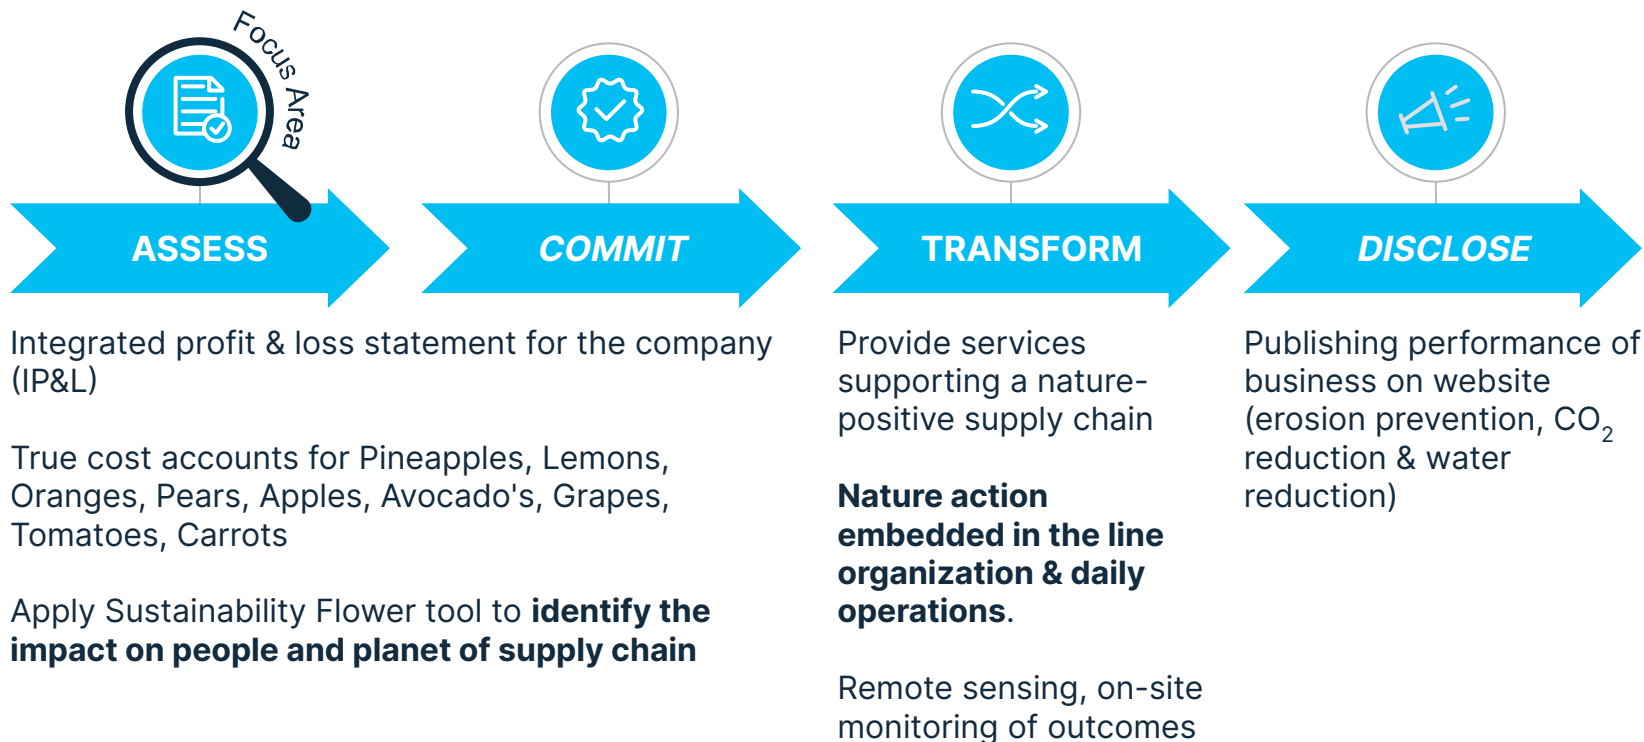 Focus Area
ASSESS
COMMIT
TRANSFORM
DISCLOSE
Integrated profit & loss statement for the company
(IP&L)
True cost accounts for Pineapples, Lemons,
Oranges, Pears, Apples, Avocado's, Grapes,
Tomatoes, Carrots
Apply Sustainability Flower tool to identify the
impact on people and planet of supply chain
Provide services
supporting a nature-
positive supply chain
Nature action
embedded in the line
organization & daily
operations.
Remote sensing, on-site
monitoring of outcomes
Publishing performance of
business on website
(erosion prevention, CO₂
reduction & water
reduction)